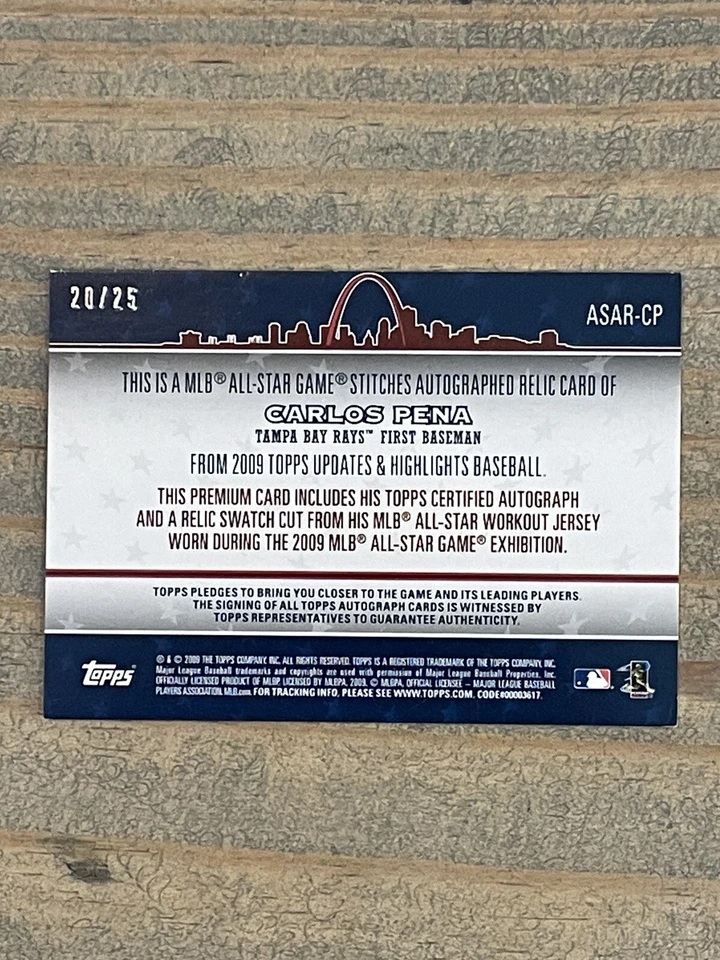 20/25
ASAR-CP
THIS IS A MLB® ALL-STAR GAME® STITCHES AUTOGRAPHED RELIC CARD OF
CARLOS PENA
TAMPA BAY RAYS™ FIRST BASEMAN
FROM 2009 TOPPS UPDATES & HIGHLIGHTS BASEBALL.
THIS PREMIUM CARD INCLUDES HIS TOPPS CERTIFIED AUTOGRAPH
AND A RELIC SWATCH CUT FROM HIS MLB® ALL-STAR WORKOUT JERSEY
WORN DURING THE 2009 MLB® ALL-STAR GAME® EXHIBITION.
TOPPS PLEDGES TO BRING YOU CLOSER TO THE GAME AND ITS LEADING PLAYERS.
THE SIGNING OF ALL TOPPS AUTOGRAPH CARDS IS WITNESSED BY
TOPPS REPRESENTATIVES TO GUARANTEE AUTHENTICITY.
topps®
® & © 2009 THE TOPPS COMPANY, INC. ALL RIGHTS RESERVED. TOPPS IS A REGISTERED TRADEMARK OF THE TOPPS COMPANY, INC.
Major League Baseball trademarks and copyrights are used with permission of Major League Baseball Properties, Inc.
OFFICIALLY LICENSED PRODUCT OF MLBP. LICENSED BY MLBPA, 2009. © MLBPA, OFFICIAL LICENSEE – MAJOR LEAGUE BASEBALL
PLAYERS ASSOCIATION. MLB.com. FOR TRACKING INFO, PLEASE SEE WWW.TOPPS.COM. CODE#00003617.